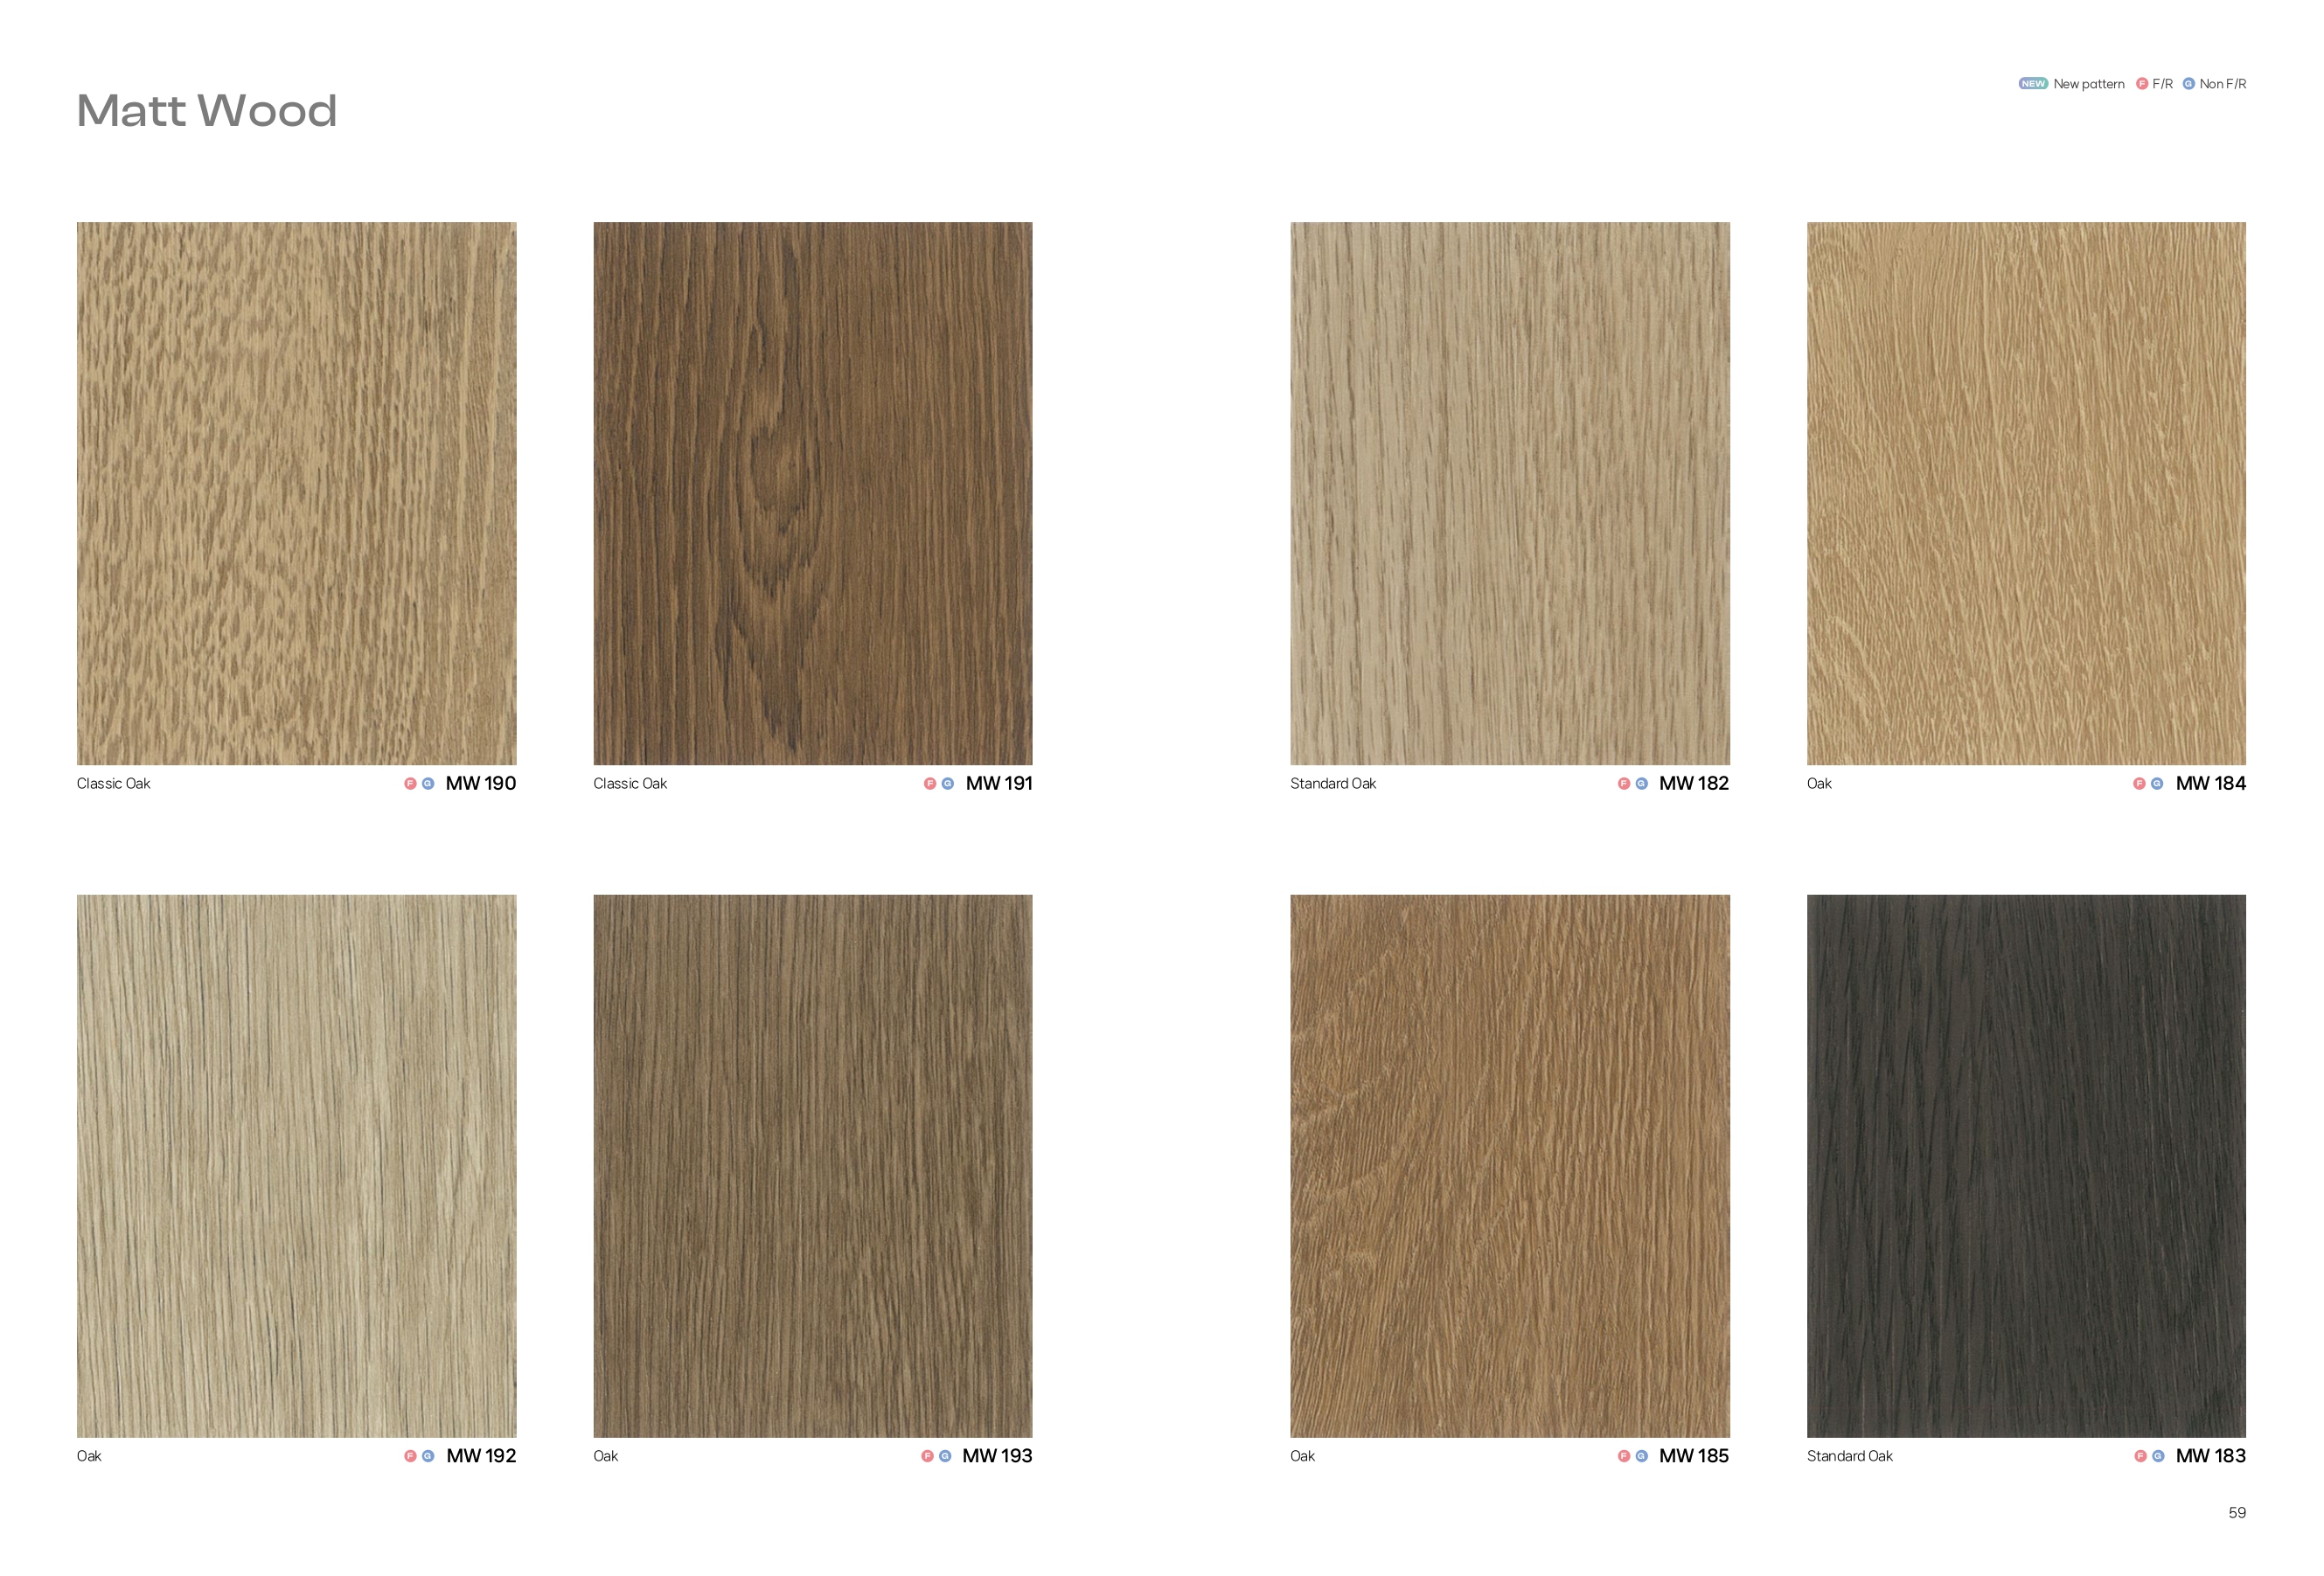 Matt Wood
NEW New pattern F F/R G Non F/R
Classic Oak F G MW 190
Classic Oak F G MW 191
Standard Oak F G MW 182
Oak F G MW 184
Oak F G MW 192
Oak F G MW 193
Oak F G MW 185
Standard Oak F G MW 183
59